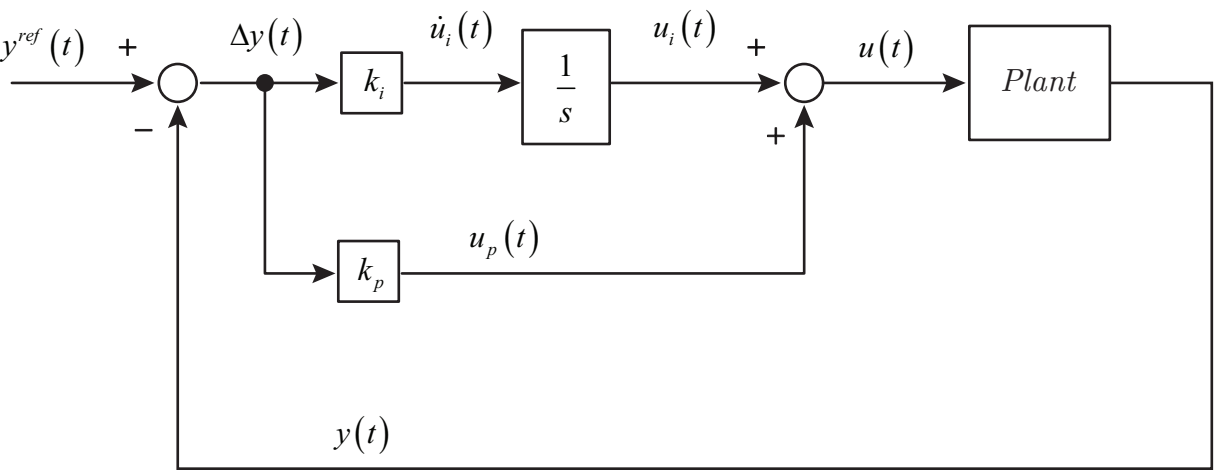 y^{ref}(t)
+
−
Δy(t)
k_i
u̇_i(t)
1/s
u_i(t)
+
+
u(t)
Plant
k_p
u_p(t)
y(t)